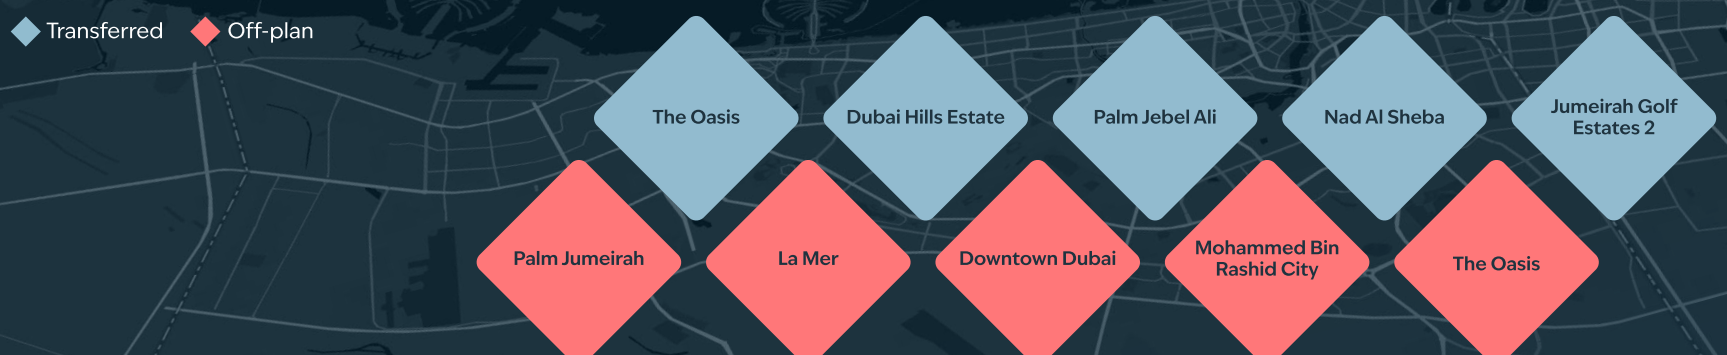 Transferred
Off-plan
The Oasis
Dubai Hills Estate
Palm Jebel Ali
Nad Al Sheba
Jumeirah Golf
Estates 2
Palm Jumeirah
La Mer
Downtown Dubai
Mohammed Bin
Rashid City
The Oasis